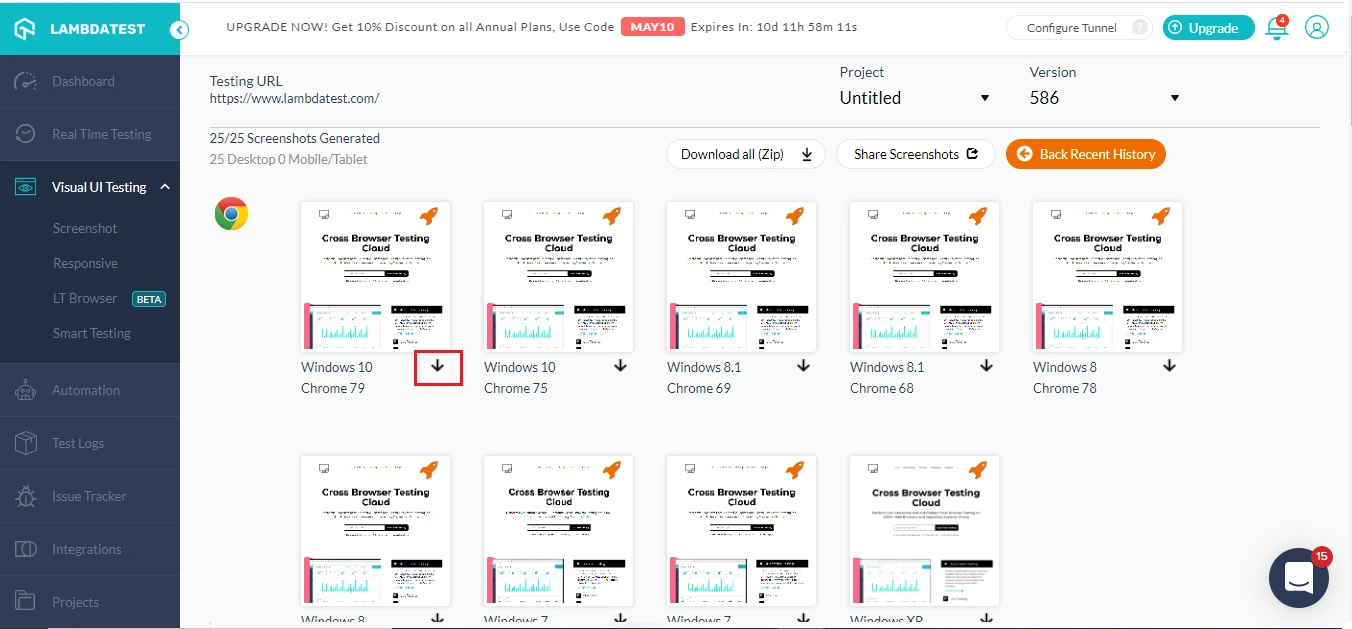 LAMBDATEST
UPGRADE NOW! Get 10% Discount on all Annual Plans, Use Code MAY10 Expires In: 10d 11h 58m 11s
Configure Tunnel ?
Upgrade
4
Dashboard
Real Time Testing
Visual UI Testing
Screenshot
Responsive
LT Browser BETA
Smart Testing
Automation
Test Logs
Issue Tracker
Integrations
Projects
Testing URL
https://www.lambdatest.com/
Project
Untitled
Version
586
25/25 Screenshots Generated
25 Desktop 0 Mobile/Tablet
Download all (Zip)
Share Screenshots
Back Recent History
Cross Browser Testing
Cloud
Windows 10
Chrome 79
Cross Browser Testing
Cloud
Windows 10
Chrome 75
Cross Browser Testing
Cloud
Windows 8.1
Chrome 69
Cross Browser Testing
Cloud
Windows 8.1
Chrome 68
Cross Browser Testing
Cloud
Windows 8
Chrome 78
Cross Browser Testing
Cloud
Windows 8
Cross Browser Testing
Cloud
Windows 7
Cross Browser Testing
Cloud
Windows 7
Cross Browser Testing
Cloud
Windows XP
15